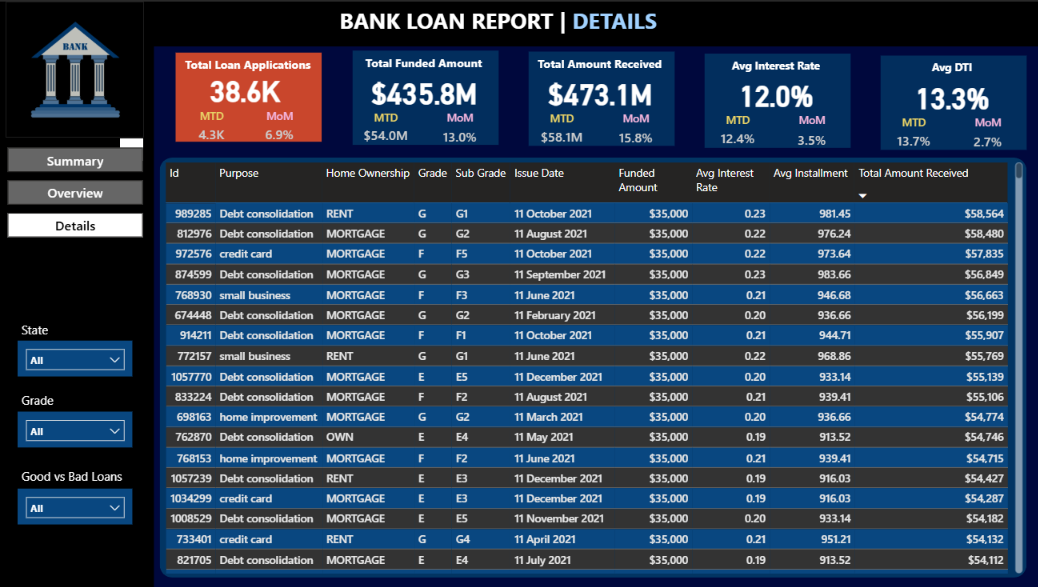 BANK LOAN REPORT | DETAILS
BANK
Total Loan Applications
38.6K
MTD MoM
4.3K 6.9%
Total Funded Amount
$435.8M
MTD MoM
$54.0M 13.0%
Total Amount Received
$473.1M
MTD MoM
$58.1M 15.8%
Avg Interest Rate
12.0%
MTD MoM
12.4% 3.5%
Avg DTI
13.3%
MTD MoM
13.7% 2.7%
Summary
Overview
Details
State
All
Grade
All
Good vs Bad Loans
All
Id Purpose Home Ownership Grade Sub Grade Issue Date Funded Amount Avg Interest Rate Avg Installment Total Amount Received
989285 Debt consolidation RENT G G1 11 October 2021 $35,000 0.23 981.45 $58,564
812976 Debt consolidation MORTGAGE G G2 11 August 2021 $35,000 0.22 976.24 $58,480
972576 credit card MORTGAGE F F5 11 October 2021 $35,000 0.22 973.64 $57,835
874599 Debt consolidation MORTGAGE G G3 11 September 2021 $35,000 0.23 983.66 $56,849
768930 small business MORTGAGE F F3 11 June 2021 $35,000 0.21 946.68 $56,663
674448 Debt consolidation MORTGAGE G G2 11 February 2021 $35,000 0.20 936.66 $56,199
914211 Debt consolidation MORTGAGE F F1 11 October 2021 $35,000 0.21 944.71 $55,907
772157 small business RENT G G1 11 June 2021 $35,000 0.22 968.86 $55,769
1057770 Debt consolidation MORTGAGE E E5 11 December 2021 $35,000 0.20 933.14 $55,139
833224 Debt consolidation MORTGAGE F F2 11 August 2021 $35,000 0.21 939.41 $55,106
698163 home improvement MORTGAGE G G2 11 March 2021 $35,000 0.20 936.66 $54,774
762870 Debt consolidation OWN E E4 11 May 2021 $35,000 0.19 913.52 $54,746
768153 home improvement MORTGAGE F F2 11 June 2021 $35,000 0.21 939.41 $54,715
1057239 Debt consolidation RENT E E3 11 December 2021 $35,000 0.19 916.03 $54,427
1034299 credit card MORTGAGE E E3 11 December 2021 $35,000 0.19 916.03 $54,287
1008529 Debt consolidation MORTGAGE E E5 11 November 2021 $35,000 0.20 933.14 $54,182
733401 credit card RENT G G4 11 April 2021 $35,000 0.21 951.21 $54,132
821705 Debt consolidation MORTGAGE E E4 11 July 2021 $35,000 0.19 913.52 $54,112